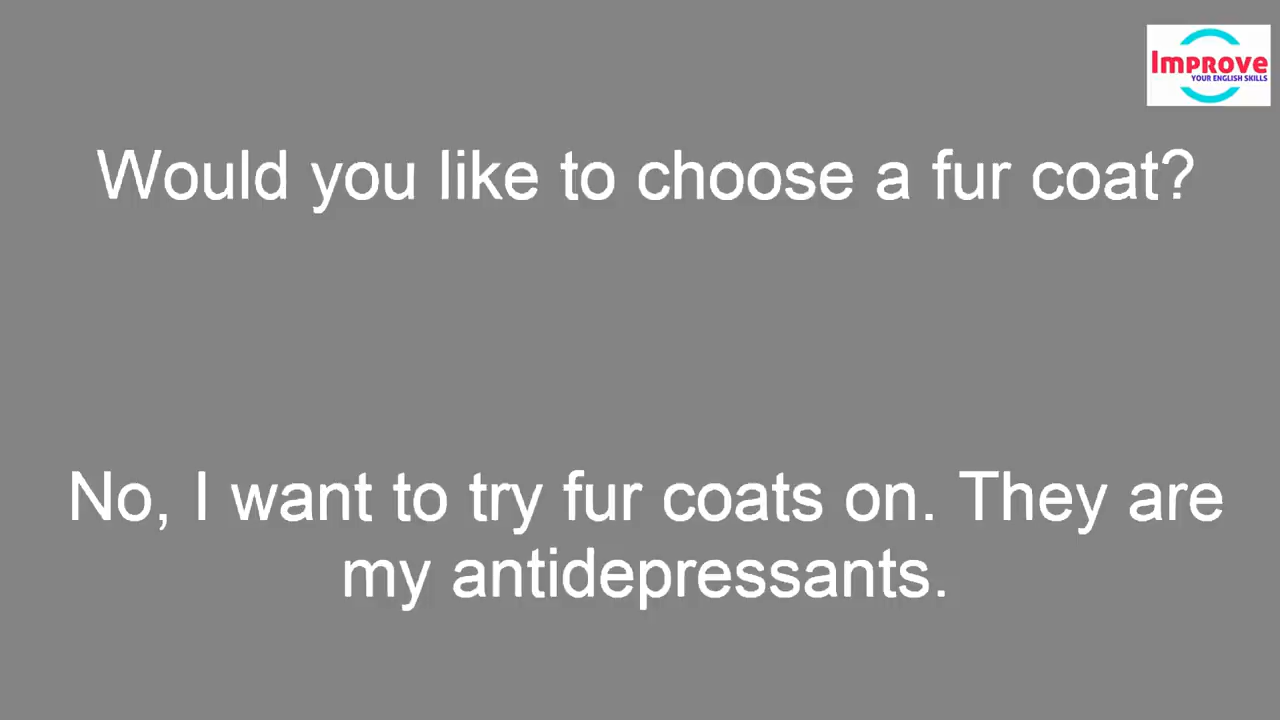 Improve
YOUR ENGLISH SKILLS
Would you like to choose a fur coat?
No, I want to try fur coats on. They are
my antidepressants.